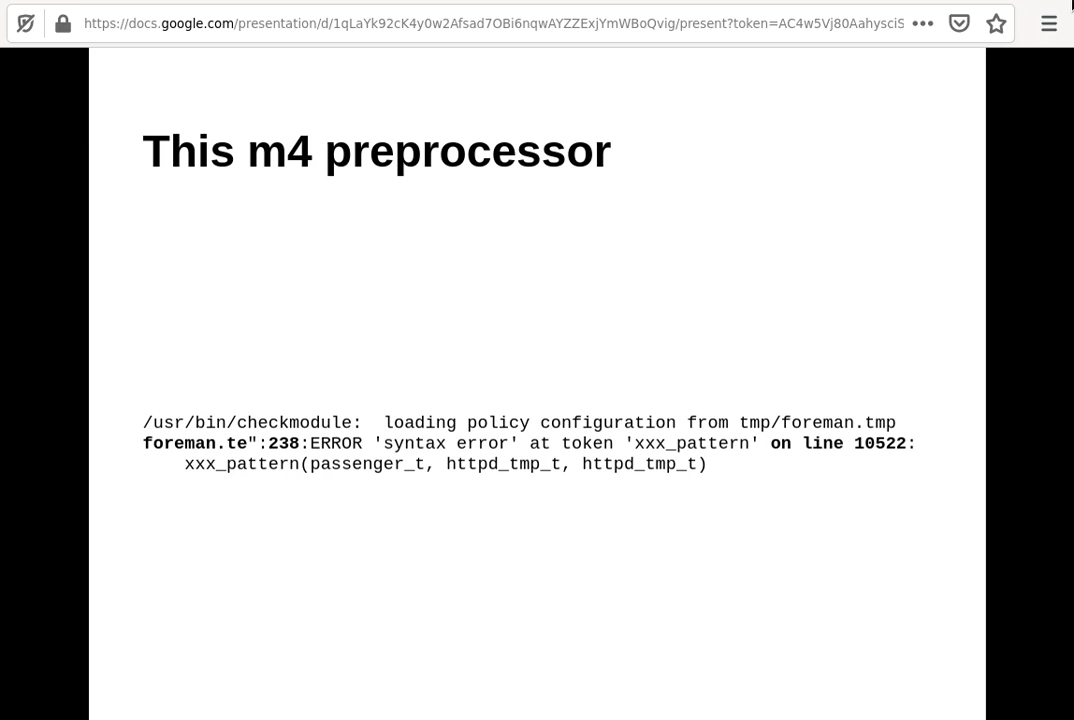 https://docs.google.com/presentation/d/1qLaYk92cK4y0w2Afsad7OBi6nqwAYZZExjYmWBoQvig/present?token=AC4w5Vj80AahysciS
This m4 preprocessor
/usr/bin/checkmodule:  loading policy configuration from tmp/foreman.tmp
foreman.te":238:ERROR 'syntax error' at token 'xxx_pattern' on line 10522:
    xxx_pattern(passenger_t, httpd_tmp_t, httpd_tmp_t)